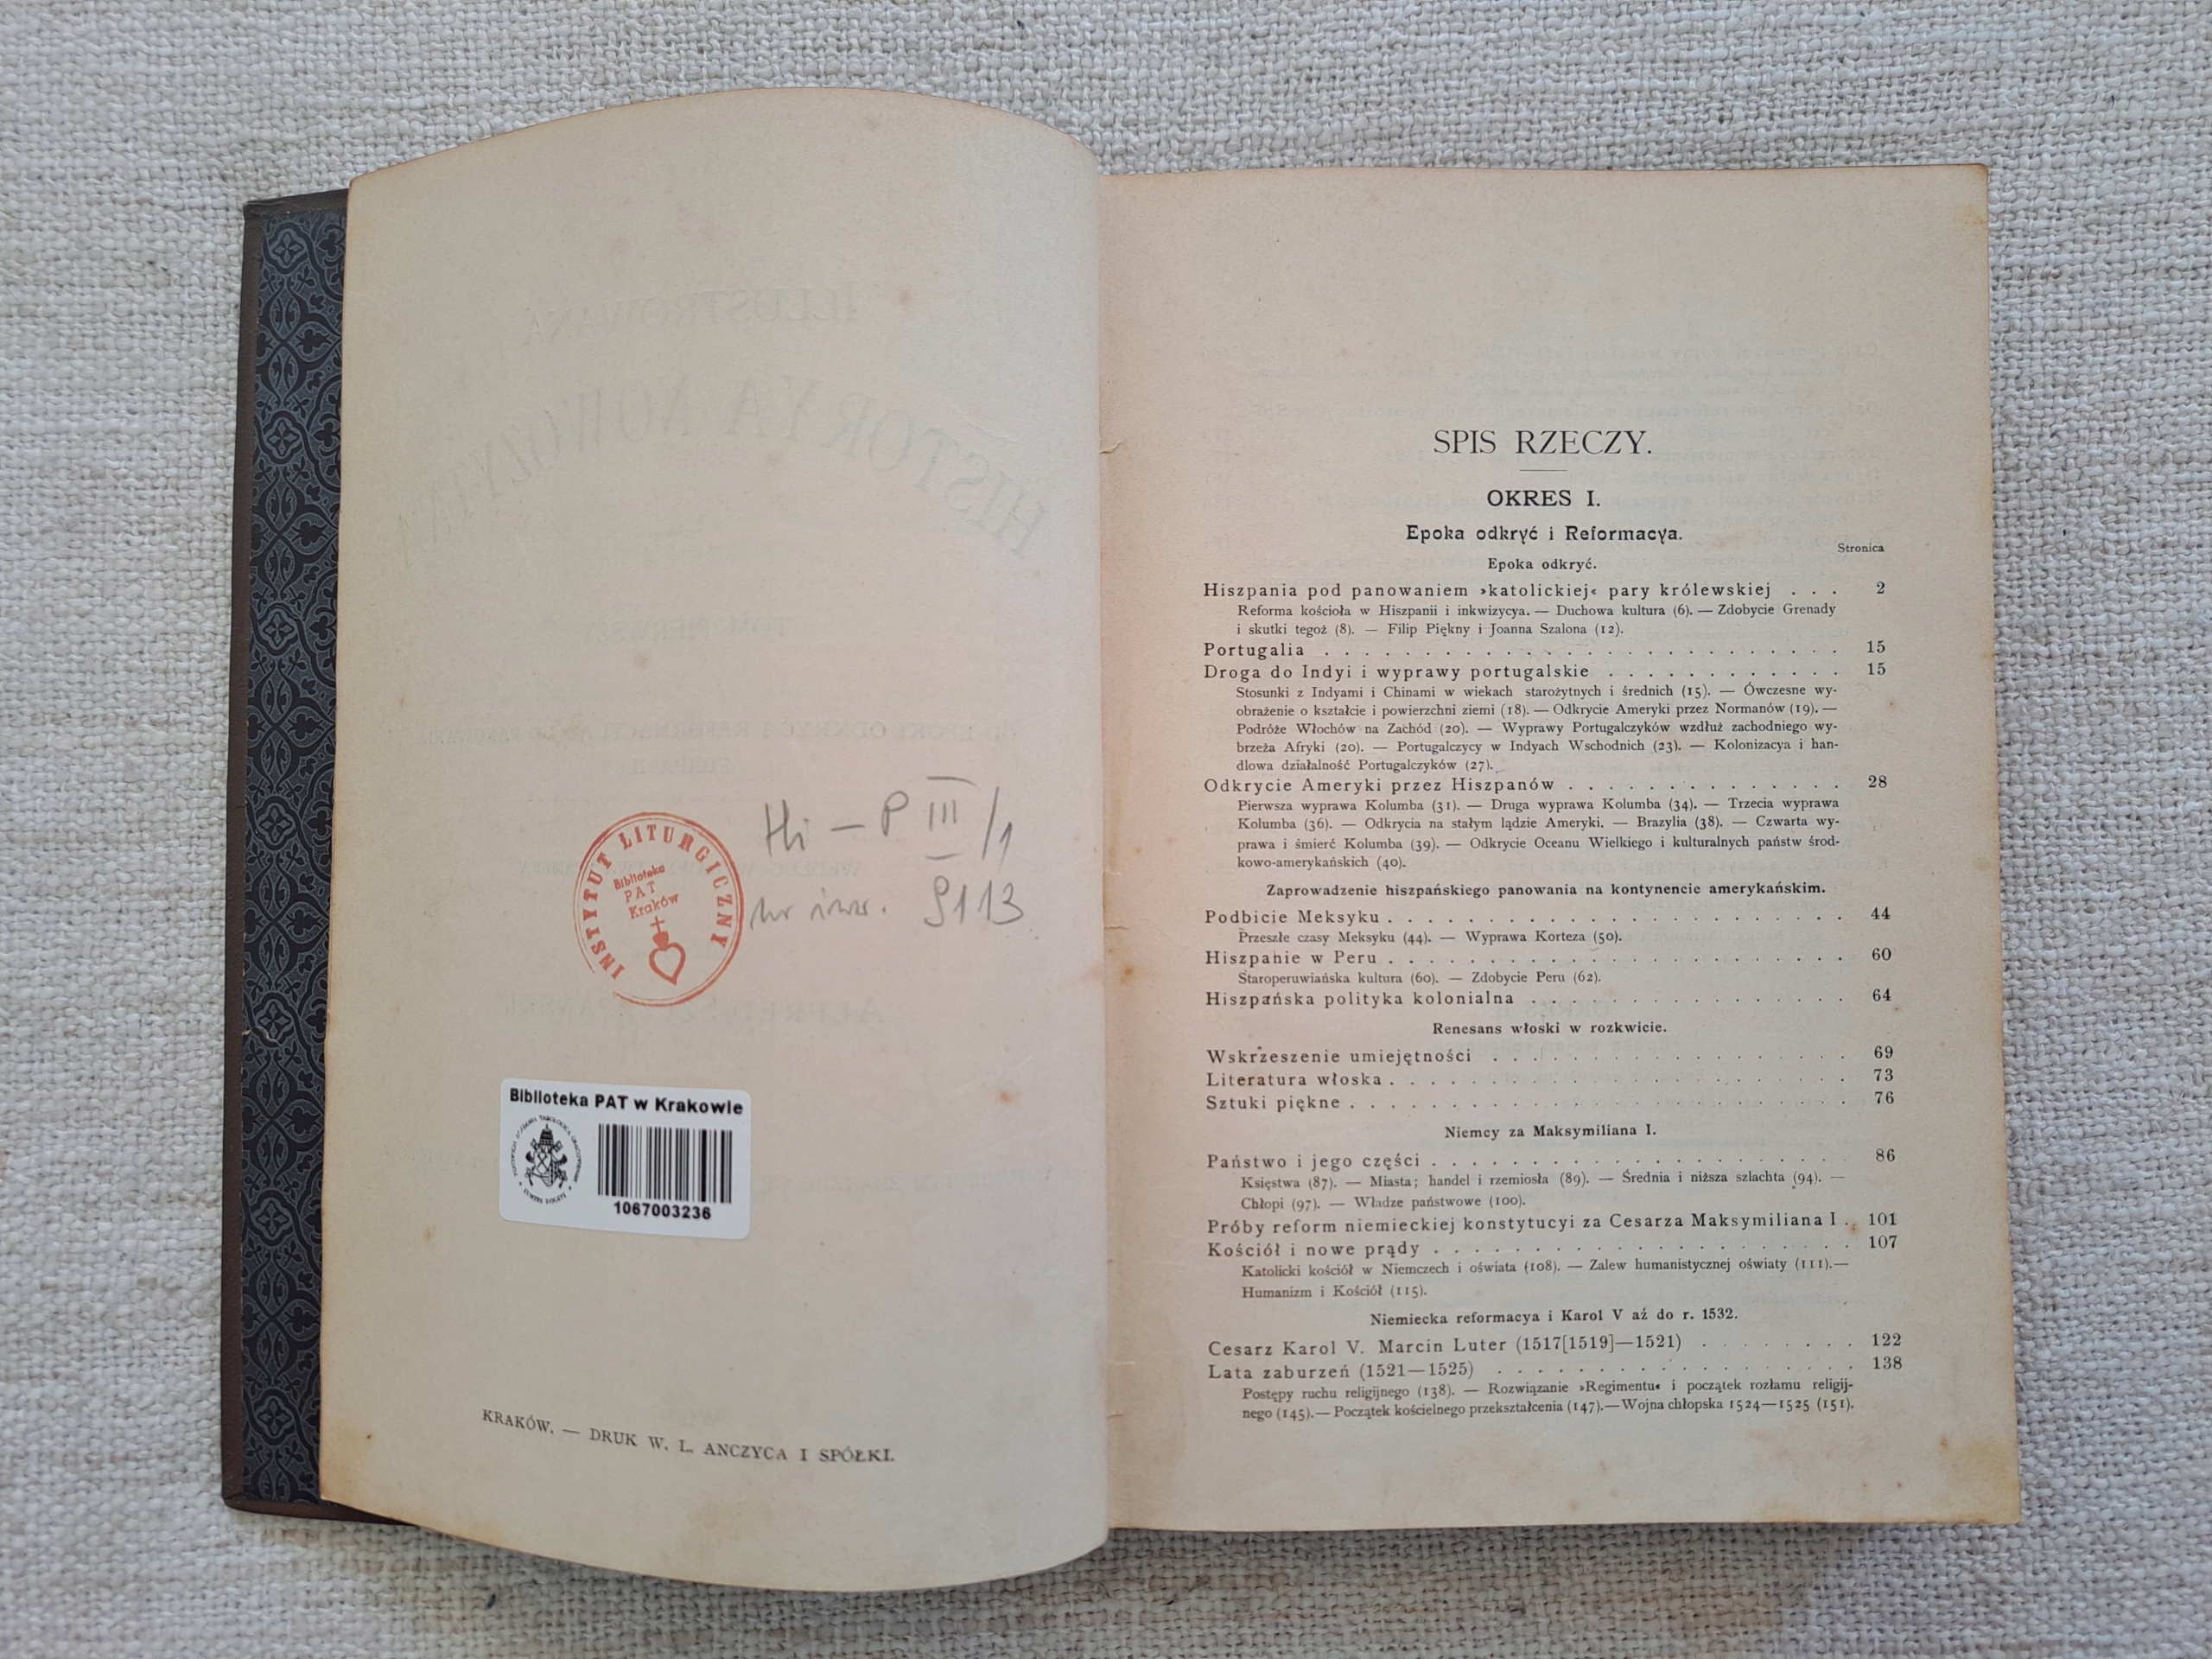 Hi — P III /1
nr inw. 9113
INSTYTUT LITURGICZNY
Biblioteka
PAT
Kraków
Biblioteka PAT w Krakowie
1067003236
KRAKÓW. — DRUK W. L. ANCZYCA I SPÓŁKI.
SPIS RZECZY.
OKRES I.
Epoka odkryć i Reformacya.
Stronica
Epoka odkryć.
Hiszpania pod panowaniem »katolickiej« pary królewskiej . . . 2
Reforma kościoła w Hiszpanii i inkwizycya. — Duchowa kultura (6). — Zdobycie Grenady
i skutki tegoż (8). — Filip Piękny i Joanna Szalona (12).
Portugalia . . . 15
Droga do Indyi i wyprawy portugalskie . . . 15
Stosunki z Indyami i Chinami w wiekach starożytnych i średnich (15). — Ówczesne wy-
obrażenie o kształcie i powierzchni ziemi (18). — Odkrycie Ameryki przez Normanów (19). —
Podróże Włochów na Zachód (20). — Wyprawy Portugalczyków wzdłuż zachodniego wy-
brzeża Afryki (20). — Portugalczycy w Indyach Wschodnich (23). — Kolonizacya i han-
dlowa działalność Portugalczyków (27).
Odkrycie Ameryki przez Hiszpanów . . . 28
Pierwsza wyprawa Kolumba (31). — Druga wyprawa Kolumba (34). — Trzecia wyprawa
Kolumba (36). — Odkrycia na stałym lądzie Ameryki. — Brazylia (38). — Czwarta wy-
prawa i śmierć Kolumba (39). — Odkrycie Oceanu Wielkiego i kulturalnych państw środ-
kowo-amerykańskich (40).
Zaprowadzenie hiszpańskiego panowania na kontynencie amerykańskim.
Podbicie Meksyku . . . 44
Przeszłe czasy Meksyku (44). — Wyprawa Korteza (50).
Hiszpanie w Peru . . . 60
Staroperuwiańska kultura (60). — Zdobycie Peru (62).
Hiszpańska polityka kolonialna . . . 64
Renesans włoski w rozkwicie.
Wskrzeszenie umiejętności . . . 69
Literatura włoska . . . 73
Sztuki piękne . . . 76
Niemcy za Maksymiliana I.
Państwo i jego części . . . 86
Księstwa (87). — Miasta; handel i rzemiosła (89). — Średnia i niższa szlachta (94). —
Chłopi (97). — Władze państwowe (100).
Próby reform niemieckiej konstytucyi za Cesarza Maksymiliana I . 101
Kościół i nowe prądy . . . 107
Katolicki kościół w Niemczech i oświata (108). — Zalew humanistycznej oświaty (111).—
Humanizm i Kościół (115).
Niemiecka reformacya i Karol V aż do r. 1532.
Cesarz Karol V. Marcin Luter (1517[1519]—1521) . . . 122
Lata zaburzeń (1521—1525) . . . 138
Postępy ruchu religijnego (138). — Rozwiązanie »Regimentu« i początek rozłamu religij-
nego (145).— Początek kościelnego przekształcenia (147).—Wojna chłopska 1524—1525 (151).